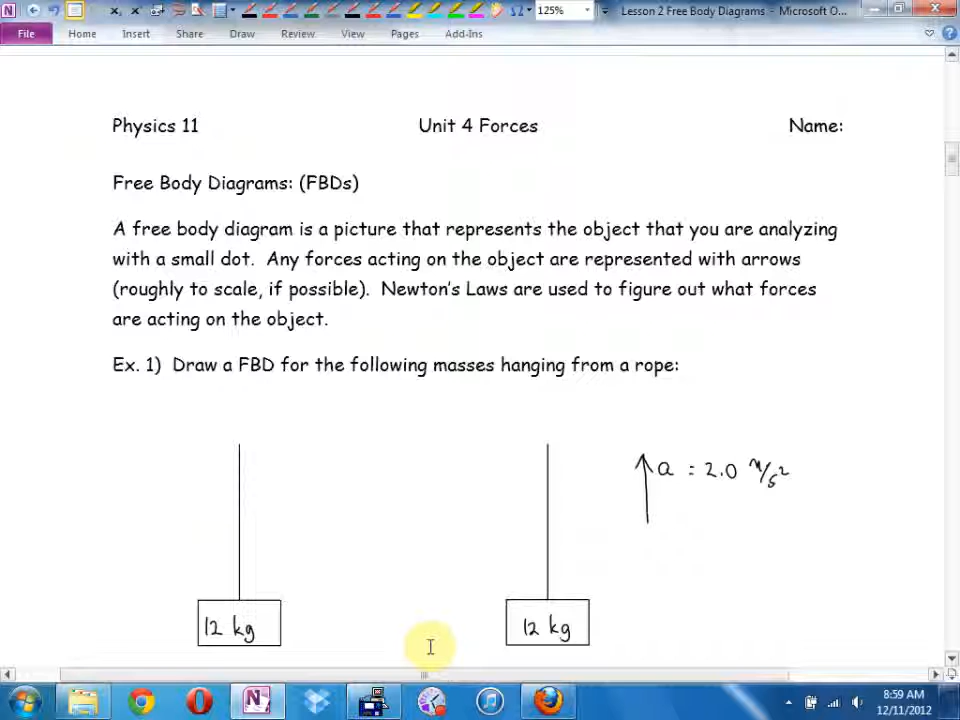 125% Lesson 2 Free Body Diagrams - Microsoft O...
File Home Insert Share Draw Review View Pages Add-Ins
Physics 11 Unit 4 Forces Name:
Free Body Diagrams: (FBDs)
A free body diagram is a picture that represents the object that you are analyzing
with a small dot. Any forces acting on the object are represented with arrows
(roughly to scale, if possible). Newton's Laws are used to figure out what forces
are acting on the object.
Ex. 1) Draw a FBD for the following masses hanging from a rope:
a = 2.0 m/s²
12 kg 12 kg
8:59 AM
12/11/2012